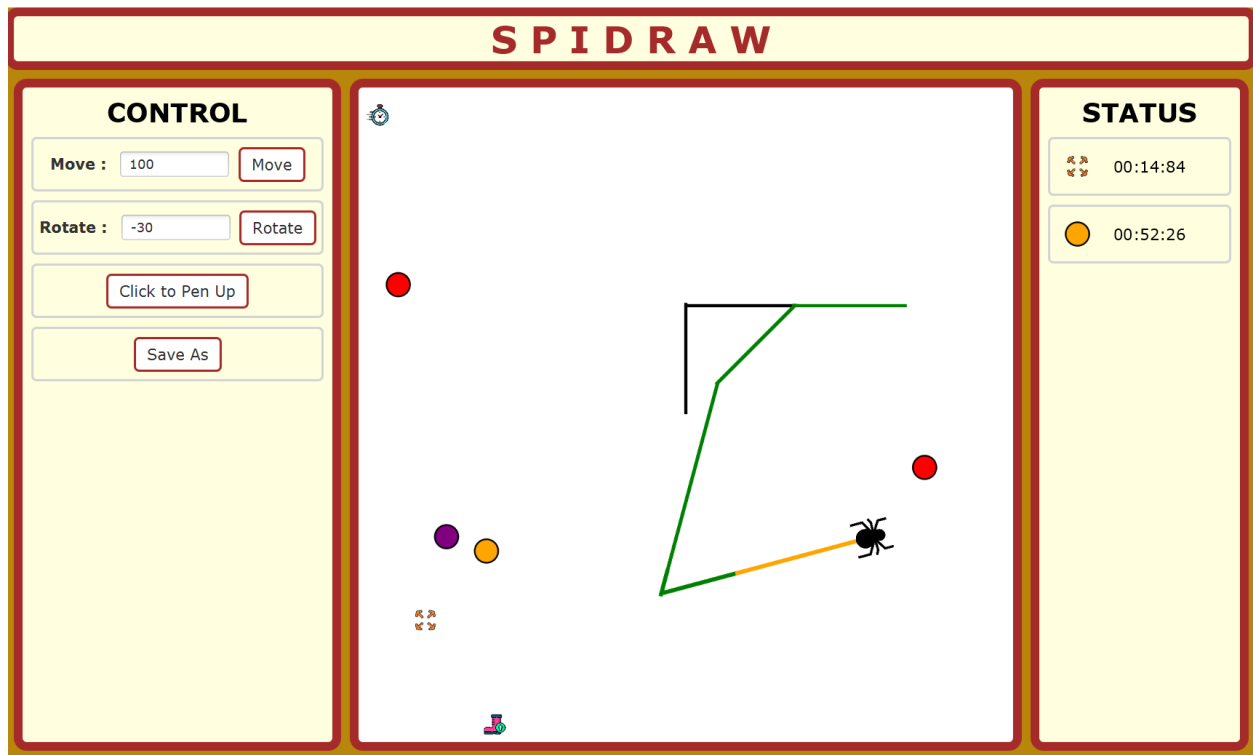 S P I D R A W
CONTROL
Move : 100 Move
Rotate : -30 Rotate
Click to Pen Up
Save As
STATUS
00:14:84
00:52:26